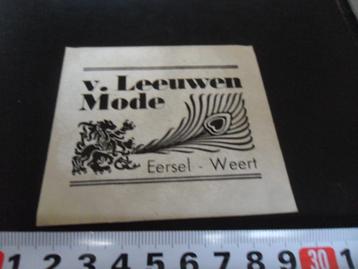 v. Leeuwen
Mode
Eersel - Weert
1 2 3 4 5 6 7 8 9 30 1